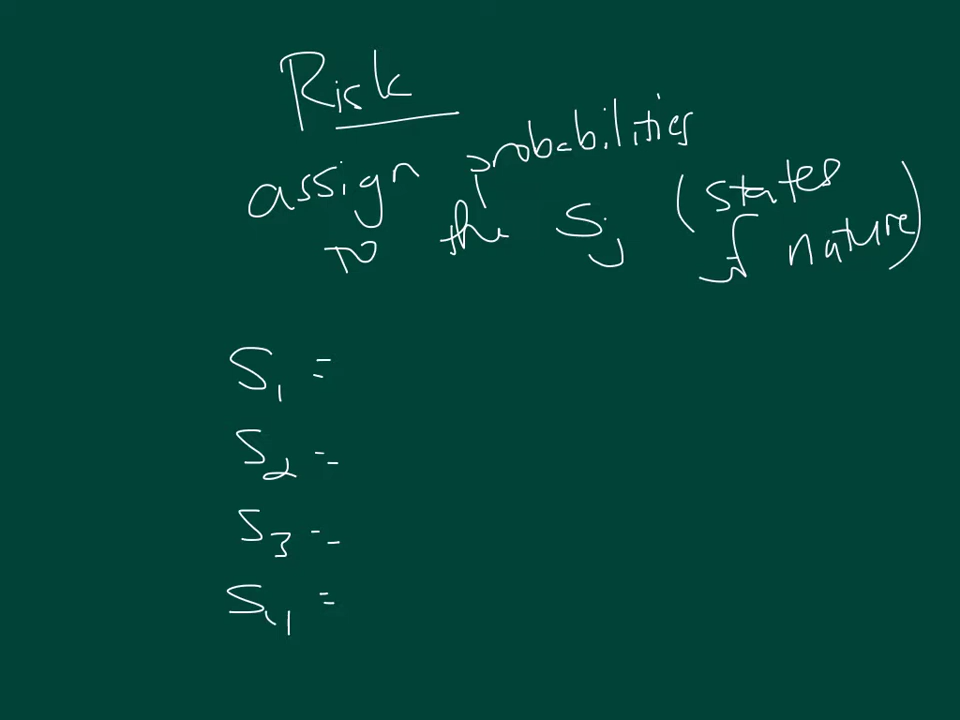 Risk
assign probabilities
to the Sj (states
of nature)
S1 =
S2 =
S3 =
S4 =